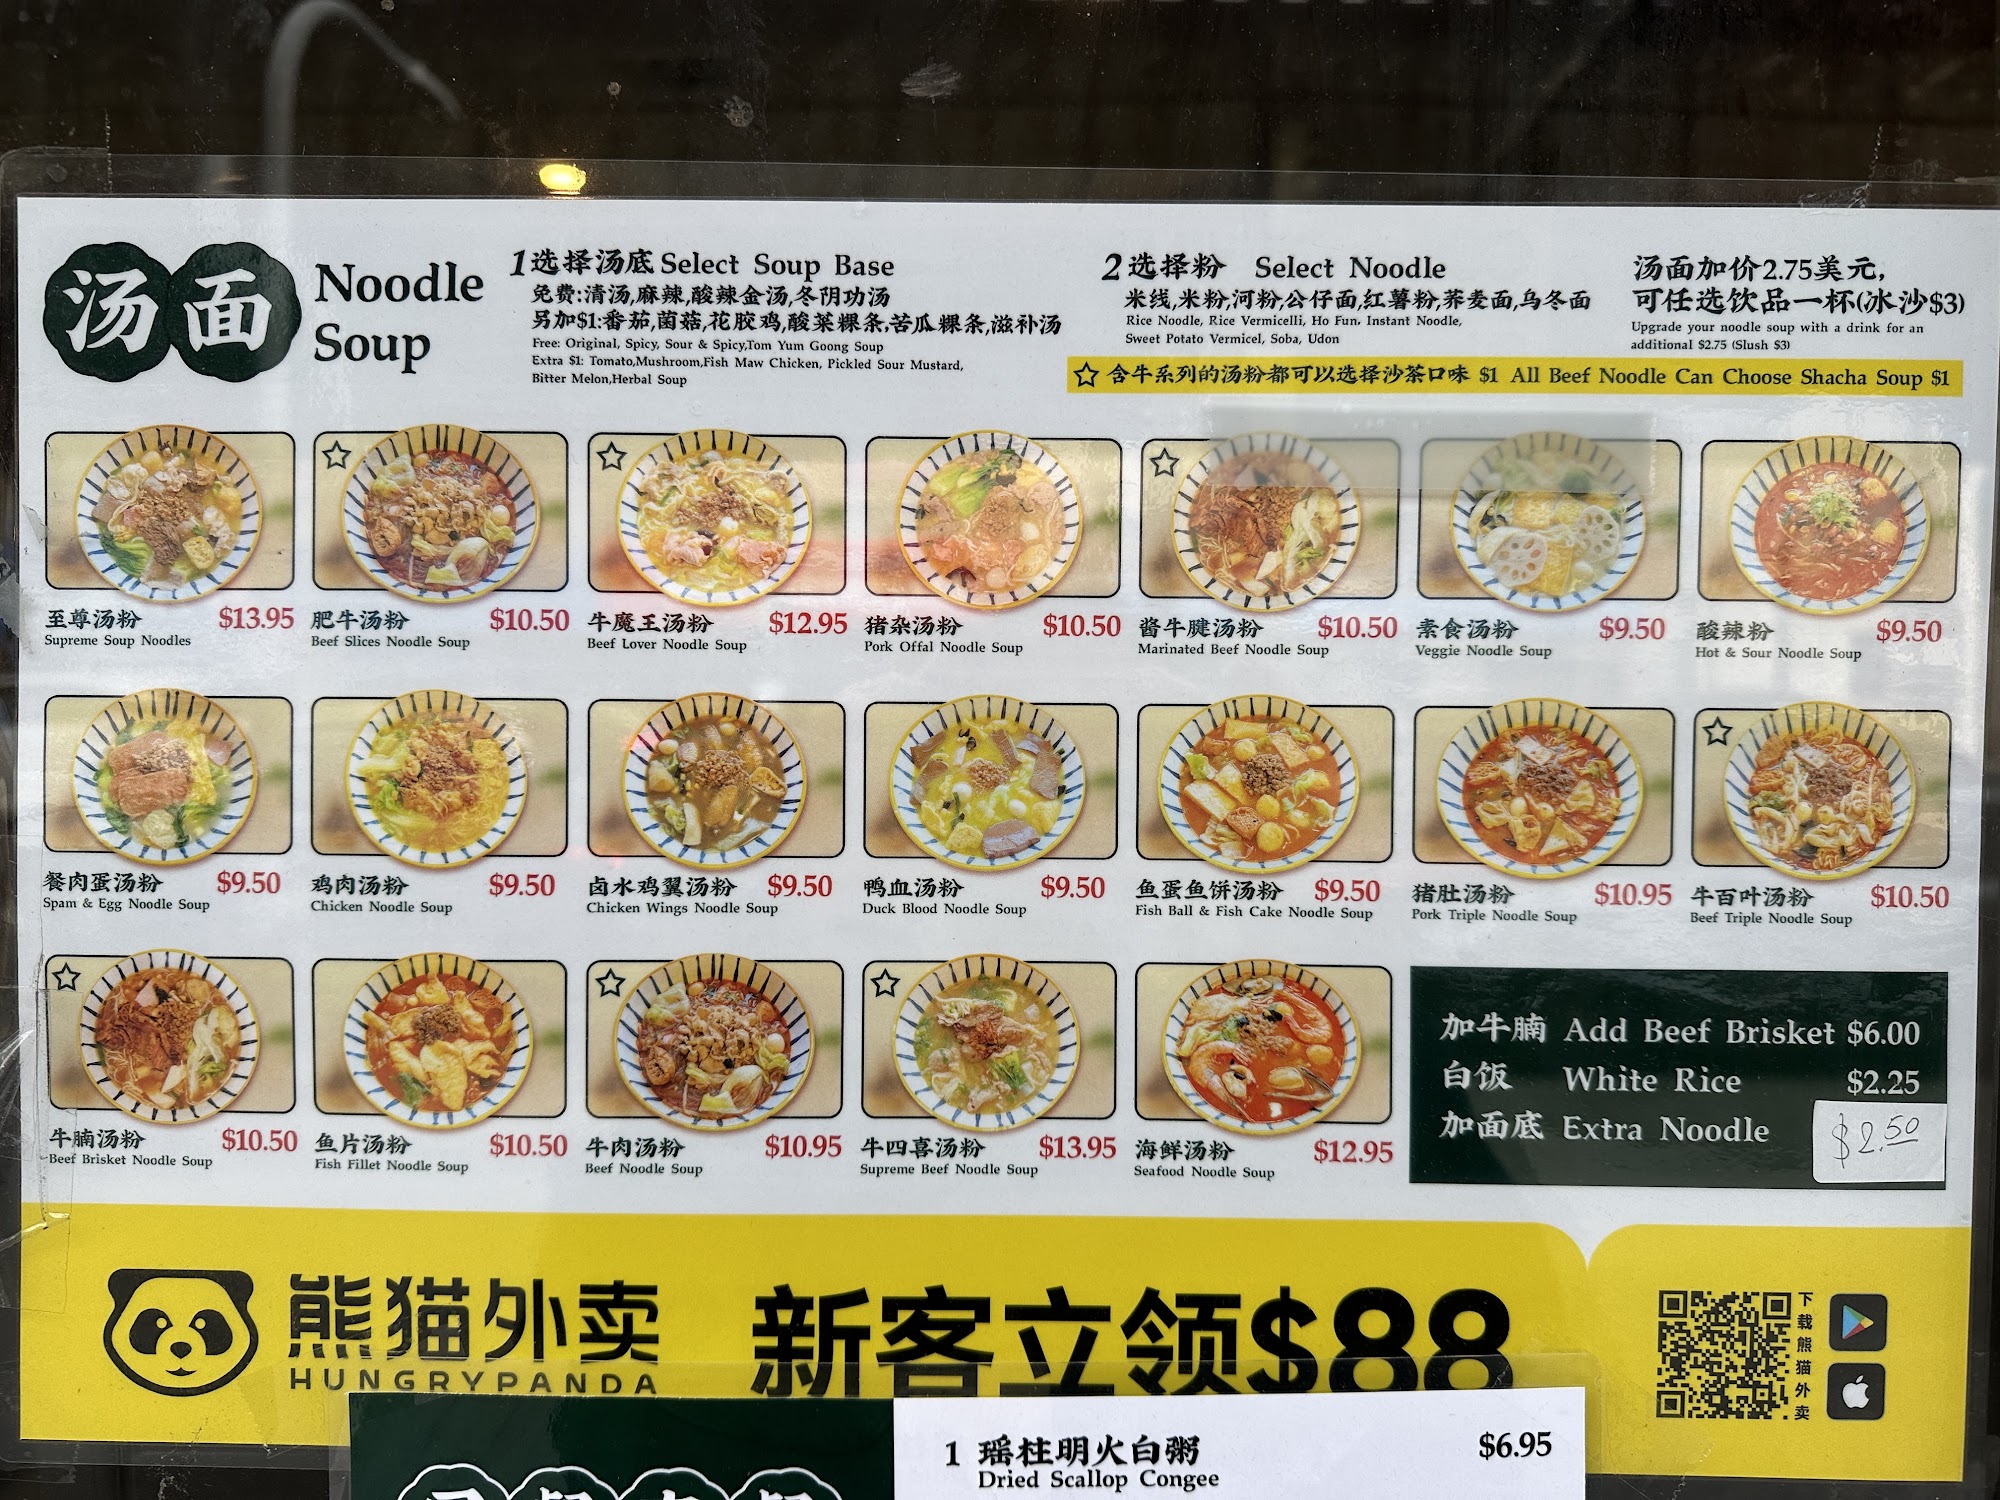 汤面
Noodle
Soup
1选择汤底 Select Soup Base
免费:清汤,麻辣,酸辣金汤,冬阴功汤
另加$1:番茄,菌菇,花胶鸡,酸菜粿条,苦瓜粿条,滋补汤
Free: Original, Spicy, Sour & Spicy,Tom Yum Goong Soup
Extra $1: Tomato,Mushroom,Fish Maw Chicken, Pickled Sour Mustard,
Bitter Melon,Herbal Soup
2选择粉 Select Noodle
米线,米粉,河粉,公仔面,红薯粉,荞麦面,乌冬面
Rice Noodle, Rice Vermicelli, Ho Fun, Instant Noodle,
Sweet Potato Vermicel, Soba, Udon
汤面加价2.75美元,
可任选饮品一杯(冰沙$3)
Upgrade your noodle soup with a drink for an
additional $2.75 (Slush $3)
含牛系列的汤粉都可以选择沙茶口味 $1 All Beef Noodle Can Choose Shacha Soup $1
至尊汤粉 $13.95
Supreme Soup Noodles
肥牛汤粉 $10.50
Beef Slices Noodle Soup
牛魔王汤粉 $12.95
Beef Lover Noodle Soup
猪杂汤粉 $10.50
Pork Offal Noodle Soup
酱牛腱汤粉 $10.50
Marinated Beef Noodle Soup
素食汤粉 $9.50
Veggie Noodle Soup
酸辣粉 $9.50
Hot & Sour Noodle Soup
餐肉蛋汤粉 $9.50
Spam & Egg Noodle Soup
鸡肉汤粉 $9.50
Chicken Noodle Soup
卤水鸡翼汤粉 $9.50
Chicken Wings Noodle Soup
鸭血汤粉 $9.50
Duck Blood Noodle Soup
鱼蛋鱼饼汤粉 $9.50
Fish Ball & Fish Cake Noodle Soup
猪肚汤粉 $10.95
Pork Triple Noodle Soup
牛百叶汤粉 $10.50
Beef Triple Noodle Soup
牛腩汤粉 $10.50
Beef Brisket Noodle Soup
鱼片汤粉 $10.50
Fish Fillet Noodle Soup
牛肉汤粉 $10.95
Beef Noodle Soup
牛四喜汤粉 $13.95
Supreme Beef Noodle Soup
海鲜汤粉 $12.95
Seafood Noodle Soup
加牛腩 Add Beef Brisket $6.00
白饭 White Rice $2.25
加面底 Extra Noodle $2.50
熊猫外卖
HUNGRYPANDA
新客立领$88
下载熊猫外卖
1 瑶柱明火白粥 $6.95
Dried Scallop Congee